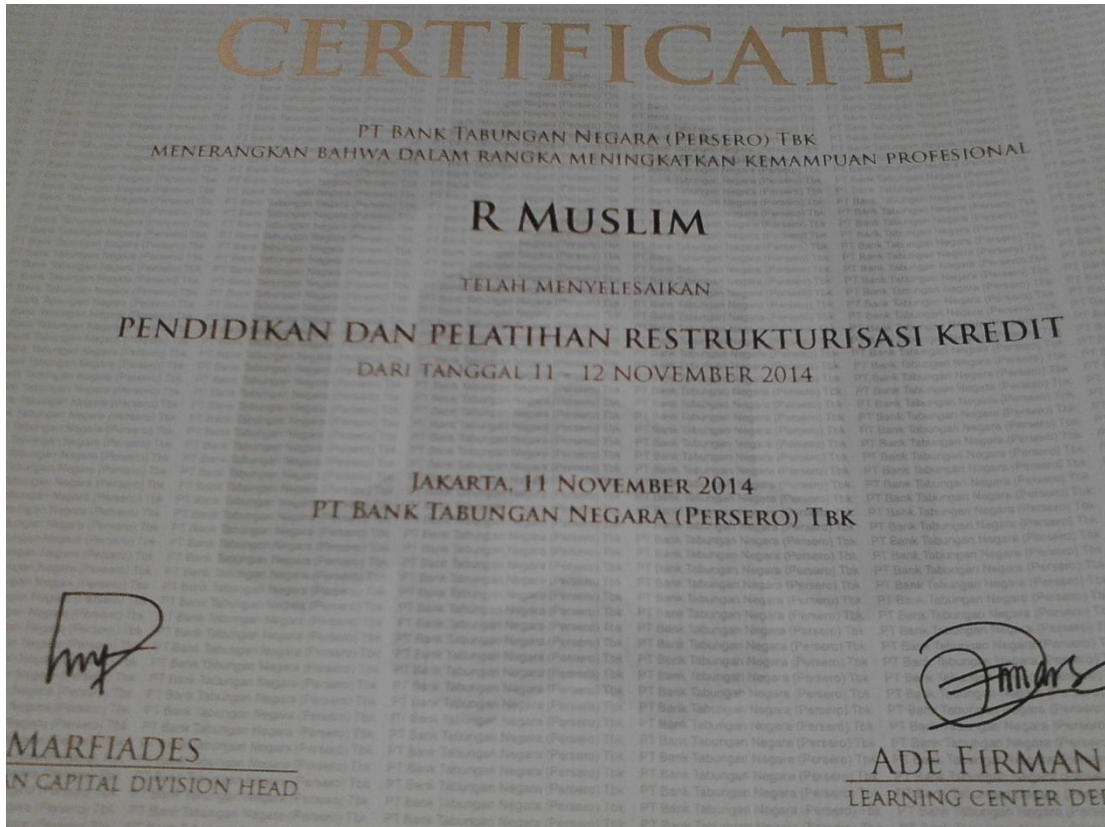 CERTIFICATE
PT BANK TABUNGAN NEGARA (PERSERO) TBK
MENERANGKAN BAHWA DALAM RANGKA MENINGKATKAN KEMAMPUAN PROFESIONAL
R MUSLIM
TELAH MENYELESAIKAN
PENDIDIKAN DAN PELATIHAN RESTRUKTURISASI KREDIT
DARI TANGGAL 11 - 12 NOVEMBER 2014
JAKARTA, 11 NOVEMBER 2014
PT BANK TABUNGAN NEGARA (PERSERO) TBK
MARFIADES
CAPITAL DIVISION HEAD
ADE FIRMAN
LEARNING CENTER